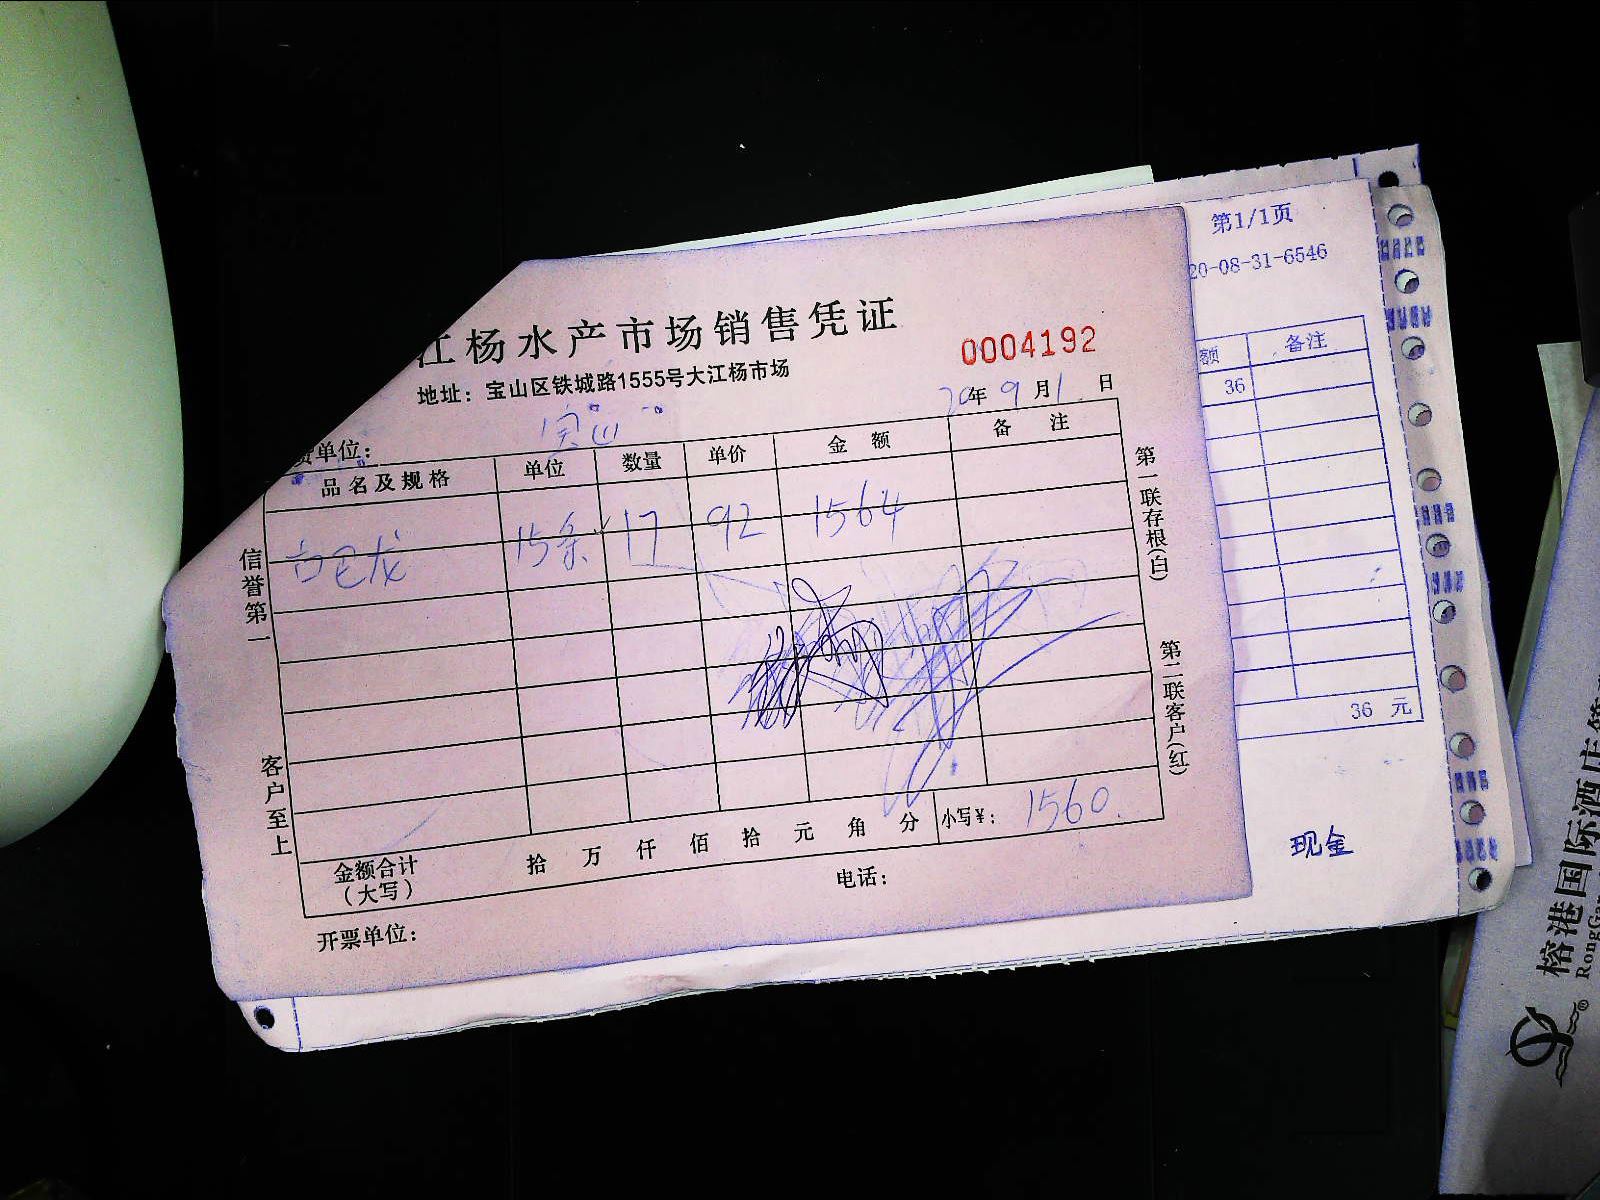 江杨水产市场销售凭证
0004192
地址：宝山区铁城路1555号大江杨市场
20年9月1日
单位：
品名及规格 单位 数量 单价 金额 备注
15条 17 92 1564
金额合计（大写） 拾 万 仟 佰 拾 元 角 分 小写¥： 1560.
开票单位： 电话：
信誉第一
客户至上
第一联存根(白)
第二联客户(红)
第1/1页
20-08-31-6546
额 备注
36
36 元
现金
榕港国际酒店